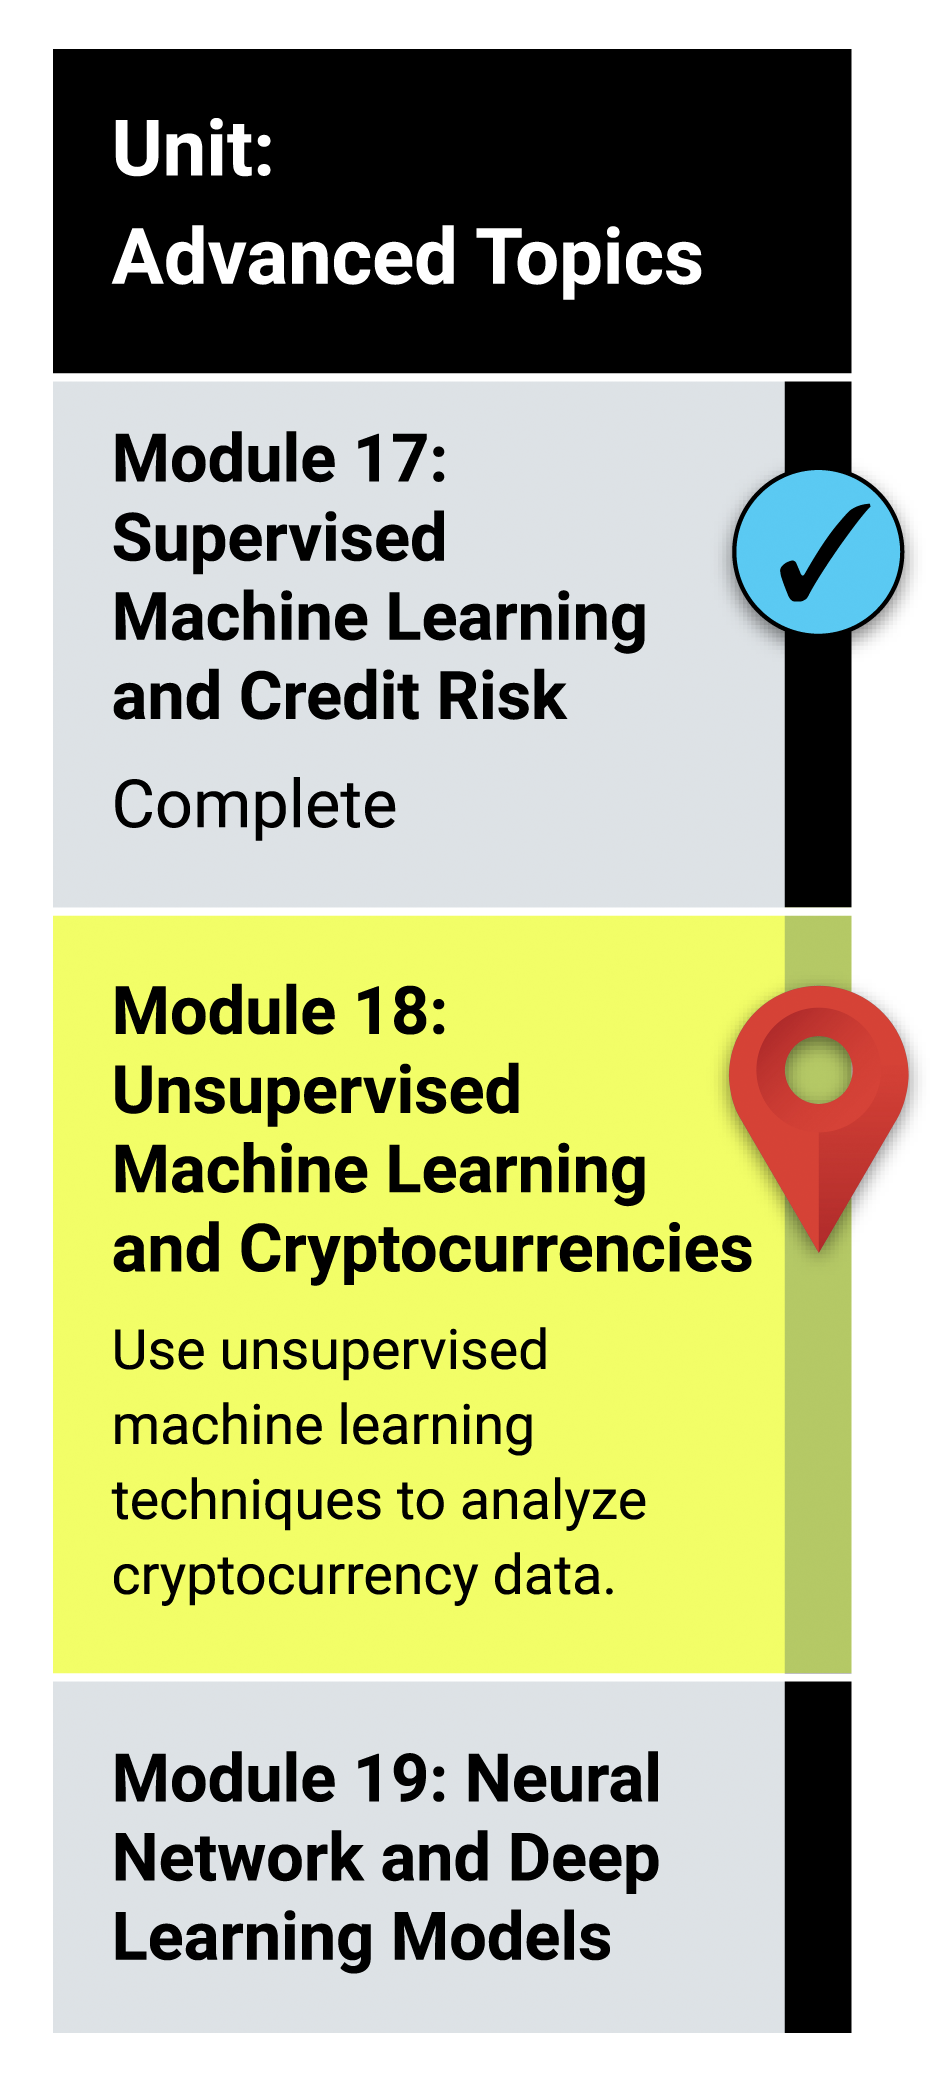 Unit:
Advanced Topics
Module 17:
Supervised
Machine Learning
and Credit Risk
Complete
Module 18:
Unsupervised
Machine Learning
and Cryptocurrencies
Use unsupervised
machine learning
techniques to analyze
cryptocurrency data.
Module 19: Neural
Network and Deep
Learning Models